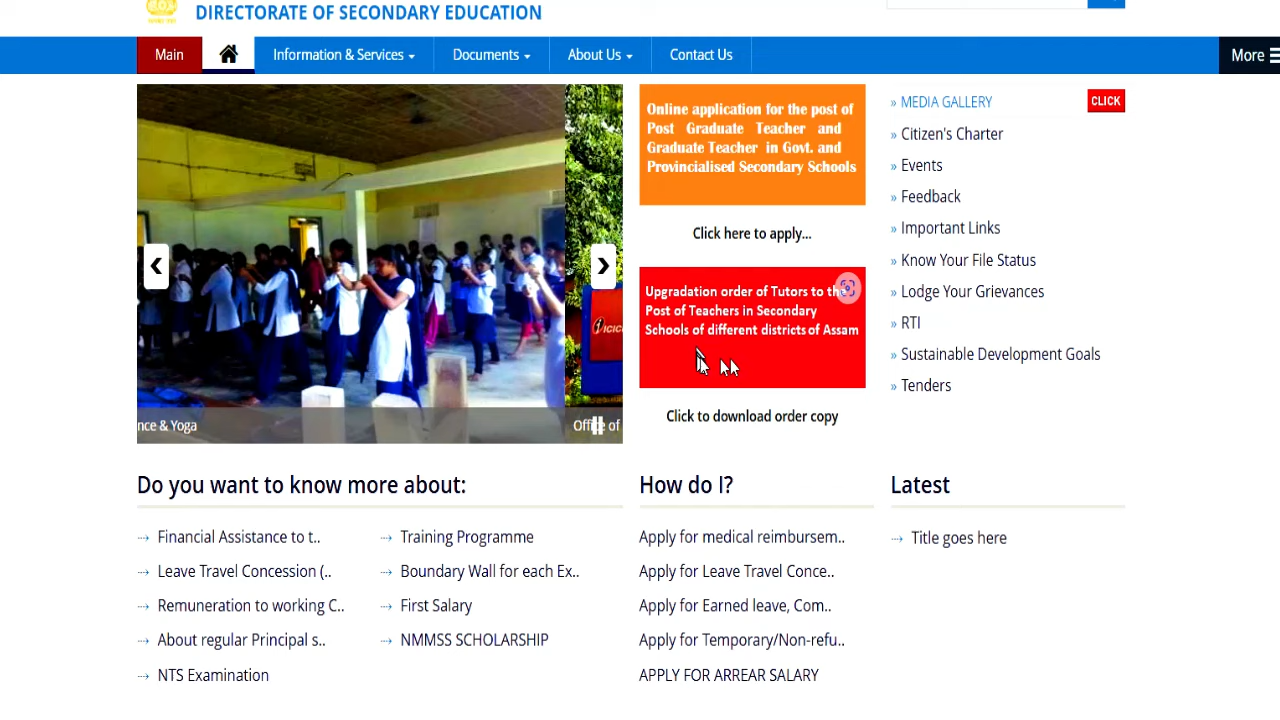 DIRECTORATE OF SECONDARY EDUCATION
Main
Information & Services
Documents
About Us
Contact Us
More
nce & Yoga
Office of
Online application for the post of
Post Graduate Teacher and
Graduate Teacher in Govt. and
Provincialised Secondary Schools
Click here to apply...
Upgradation order of Tutors to the
Post of Teachers in Secondary
Schools of different districts of Assam
Click to download order copy
» MEDIA GALLERY
CLICK
» Citizen's Charter
» Events
» Feedback
» Important Links
» Know Your File Status
» Lodge Your Grievances
» RTI
» Sustainable Development Goals
» Tenders
Do you want to know more about:
Financial Assistance to t..
Leave Travel Concession (..
Remuneration to working C..
About regular Principal s..
NTS Examination
Training Programme
Boundary Wall for each Ex..
First Salary
NMMSS SCHOLARSHIP
How do I?
Apply for medical reimbursem..
Apply for Leave Travel Conce..
Apply for Earned leave, Com..
Apply for Temporary/Non-refu..
APPLY FOR ARREAR SALARY
Latest
Title goes here